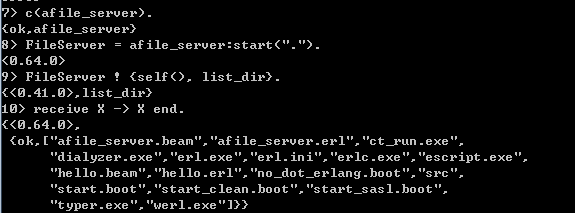 7> c(afile_server).
{ok,afile_server}
8> FileServer = afile_server:start(".").
<0.64.0>
9> FileServer ! {self(), list_dir}.
{<0.41.0>,list_dir}
10> receive X -> X end.
{<0.64.0>,
 {ok,["afile_server.beam","afile_server.erl","ct_run.exe",
      "dialyzer.exe","erl.exe","erl.ini","erlc.exe","escript.exe",
      "hello.beam","hello.erl","no_dot_erlang.boot","src",
      "start.boot","start_clean.boot","start_sasl.boot",
      "typer.exe","werl.exe"]}}